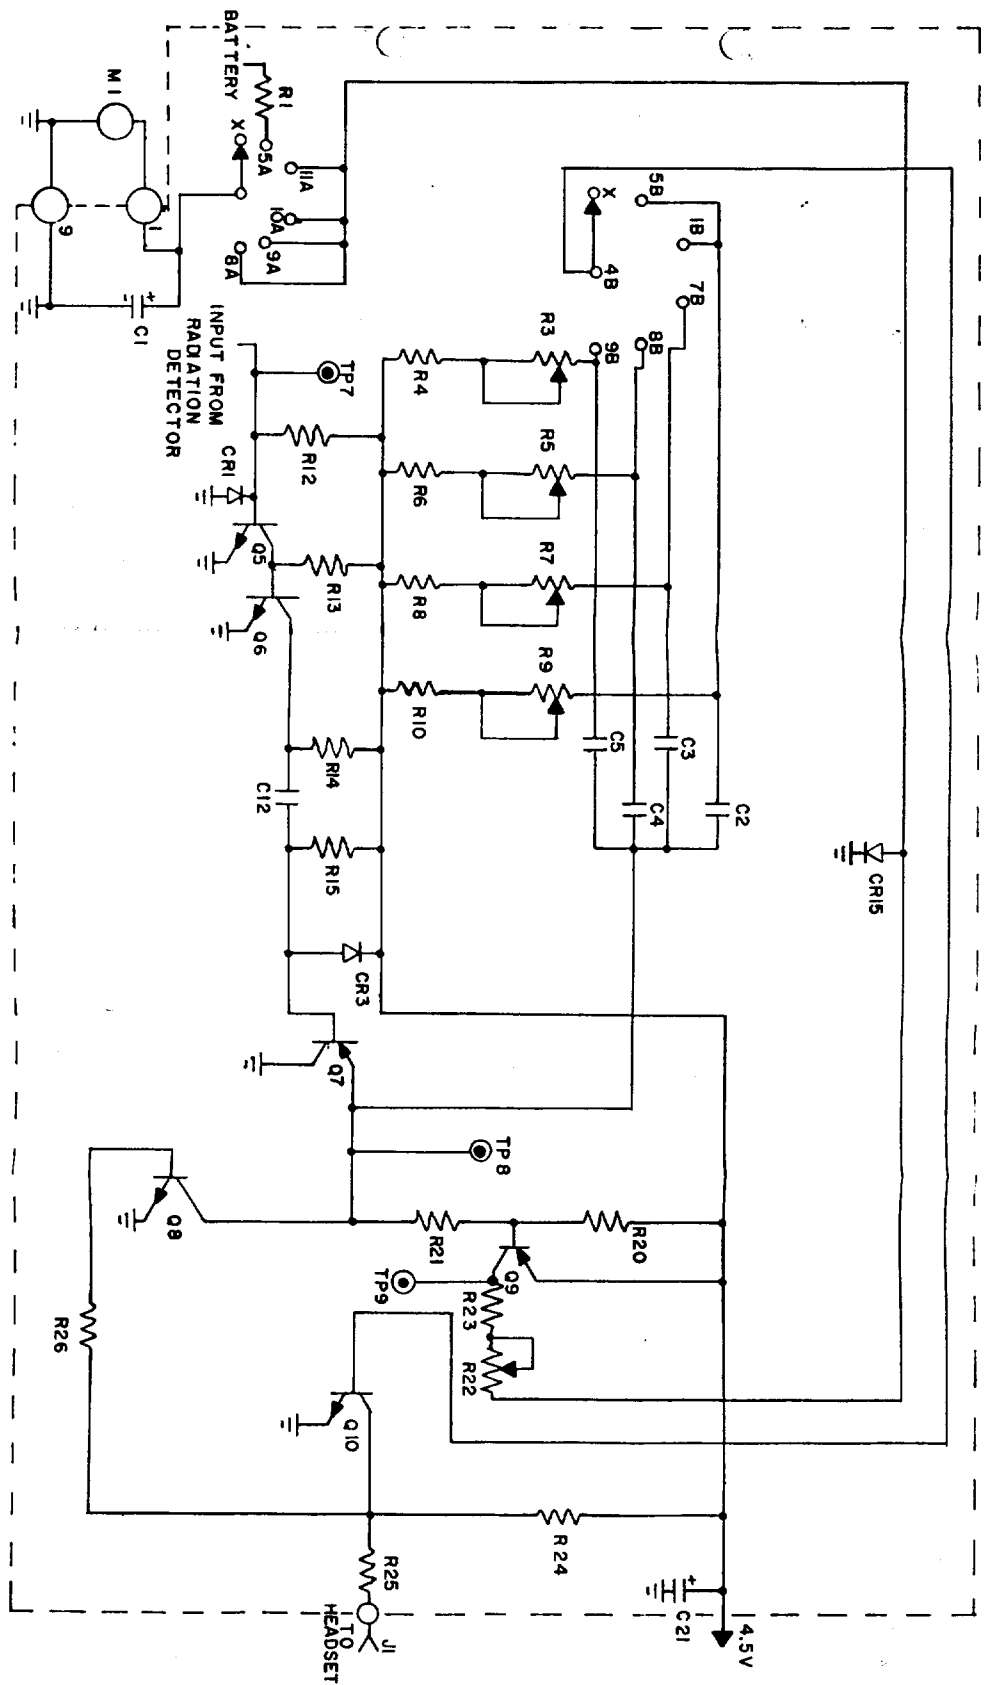 BATTERY
M1
R1
X
5A
11A
10A
9A
8A
1
9
+
-
C1
INPUT FROM
RADIATION
DETECTOR
TP7
5B
X
1B
4B
7B
8B
9B
R3
R4
R5
R6
R7
R8
R9
R10
R12
CR1
Q5
R13
Q6
R14
C12
R15
C5
C3
C4
C2
CR15
CR3
Q7
TP8
Q8
R21
R20
Q9
TP9
R23
R22
R26
Q10
R24
R25
J1
TO
HEADSET
+
C21
4.5V